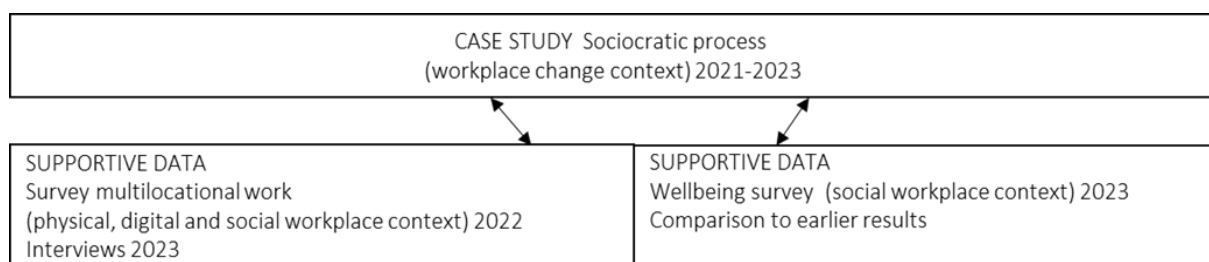 CASE STUDY Sociocratic process
(workplace change context) 2021-2023
SUPPORTIVE DATA
Survey multilocational work
(physical, digital and social workplace context) 2022
Interviews 2023
SUPPORTIVE DATA
Wellbeing survey (social workplace context) 2023
Comparison to earlier results